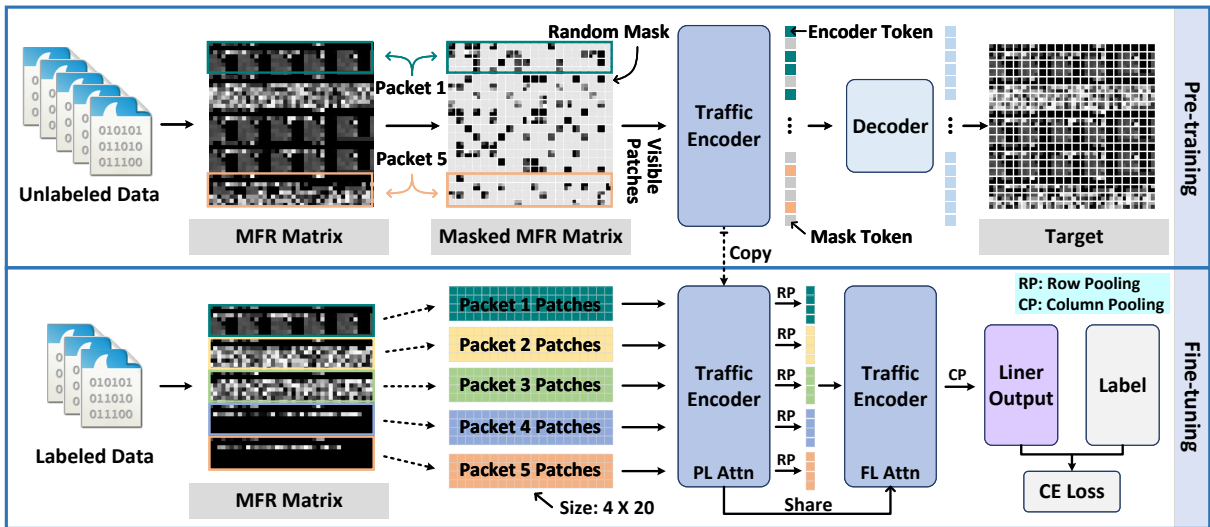 Unlabeled Data
010101
011010
011100
MFR Matrix
Packet 1
Packet 5
Random Mask
Masked MFR Matrix
Visible
Patches
Traffic
Encoder
Encoder Token
Mask Token
Decoder
Target
Pre-training
Copy
Labeled Data
010101
011010
011100
MFR Matrix
Packet 1 Patches
Packet 2 Patches
Packet 3 Patches
Packet 4 Patches
Packet 5 Patches
Size: 4 X 20
Traffic
Encoder
PL Attn
RP
RP
RP
RP
RP
Share
Traffic
Encoder
FL Attn
CP
RP: Row Pooling
CP: Column Pooling
Liner
Output
Label
CE Loss
Fine-tuning